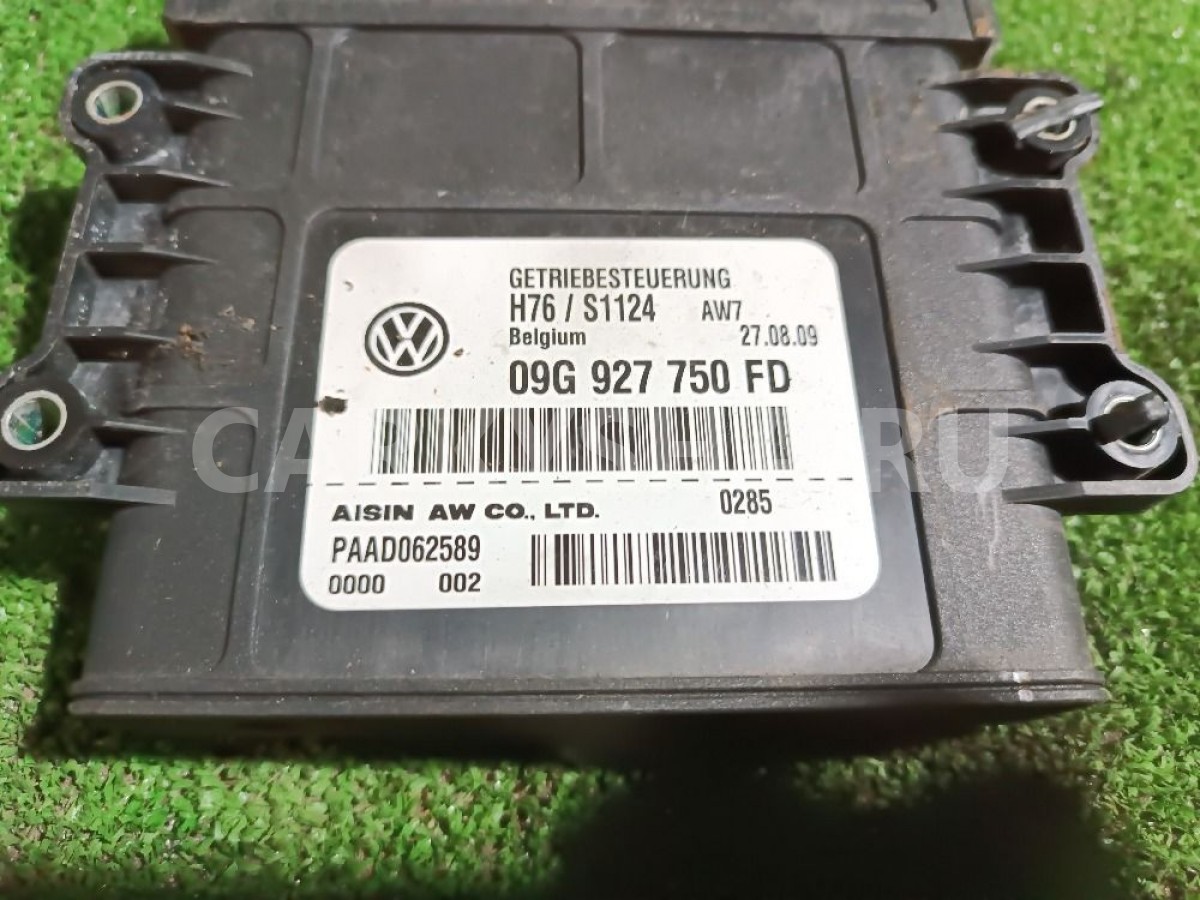 GETRIEBESTEUERUNG
H76 / S1124 AW7
Belgium 27.08.09
09G 927 750 FD
AISIN AW CO., LTD. 0285
PAAD062589
0000 002